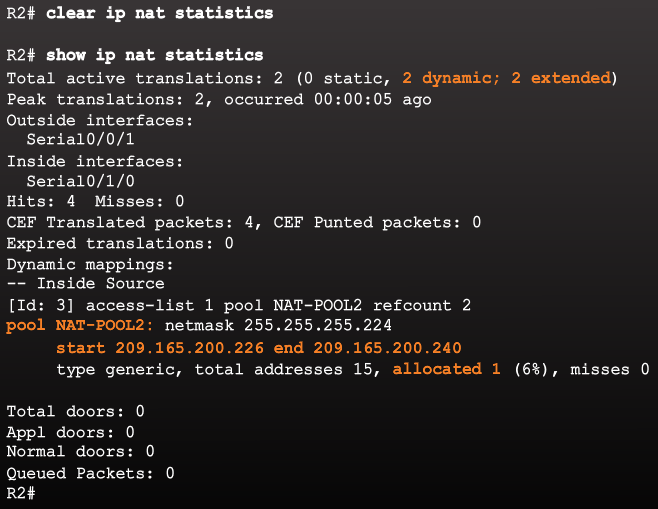 R2# clear ip nat statistics
R2# show ip nat statistics
Total active translations: 2 (0 static, 2 dynamic; 2 extended)
Peak translations: 2, occurred 00:00:05 ago
Outside interfaces:
  Serial0/0/1
Inside interfaces:
  Serial0/1/0
Hits: 4  Misses: 0
CEF Translated packets: 4, CEF Punted packets: 0
Expired translations: 0
Dynamic mappings:
-- Inside Source
[Id: 3] access-list 1 pool NAT-POOL2 refcount 2
pool NAT-POOL2: netmask 255.255.255.224
     start 209.165.200.226 end 209.165.200.240
     type generic, total addresses 15, allocated 1 (6%), misses 0
Total doors: 0
Appl doors: 0
Normal doors: 0
Queued Packets: 0
R2#